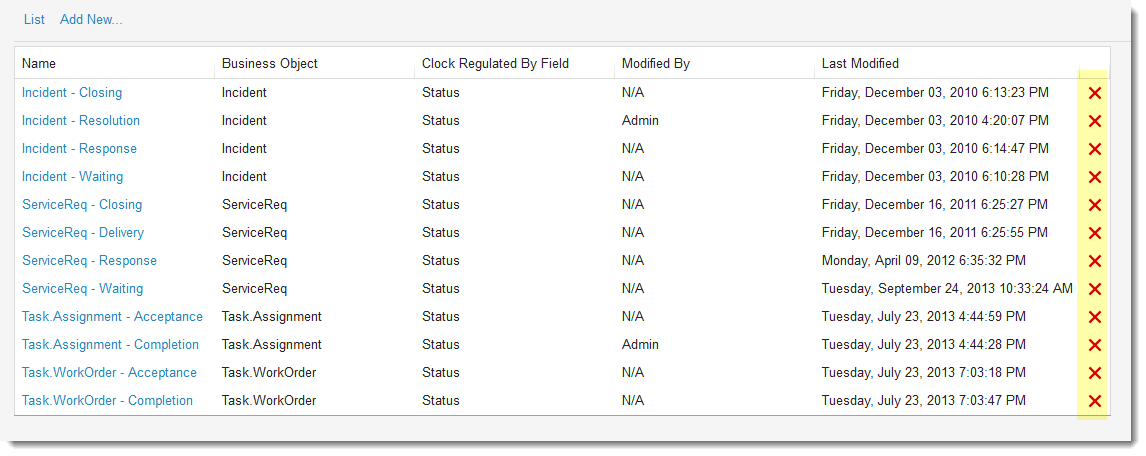 List Add New...
Name Business Object Clock Regulated By Field Modified By Last Modified
Incident - Closing Incident Status N/A Friday, December 03, 2010 6:13:23 PM
Incident - Resolution Incident Status Admin Friday, December 03, 2010 4:20:07 PM
Incident - Response Incident Status N/A Friday, December 03, 2010 6:14:47 PM
Incident - Waiting Incident Status N/A Friday, December 03, 2010 6:10:28 PM
ServiceReq - Closing ServiceReq Status N/A Friday, December 16, 2011 6:25:27 PM
ServiceReq - Delivery ServiceReq Status N/A Friday, December 16, 2011 6:25:55 PM
ServiceReq - Response ServiceReq Status N/A Monday, April 09, 2012 6:35:32 PM
ServiceReq - Waiting ServiceReq Status N/A Tuesday, September 24, 2013 10:33:24 AM
Task.Assignment - Acceptance Task.Assignment Status N/A Tuesday, July 23, 2013 4:44:59 PM
Task.Assignment - Completion Task.Assignment Status Admin Tuesday, July 23, 2013 4:44:28 PM
Task.WorkOrder - Acceptance Task.WorkOrder Status N/A Tuesday, July 23, 2013 7:03:18 PM
Task.WorkOrder - Completion Task.WorkOrder Status N/A Tuesday, July 23, 2013 7:03:47 PM